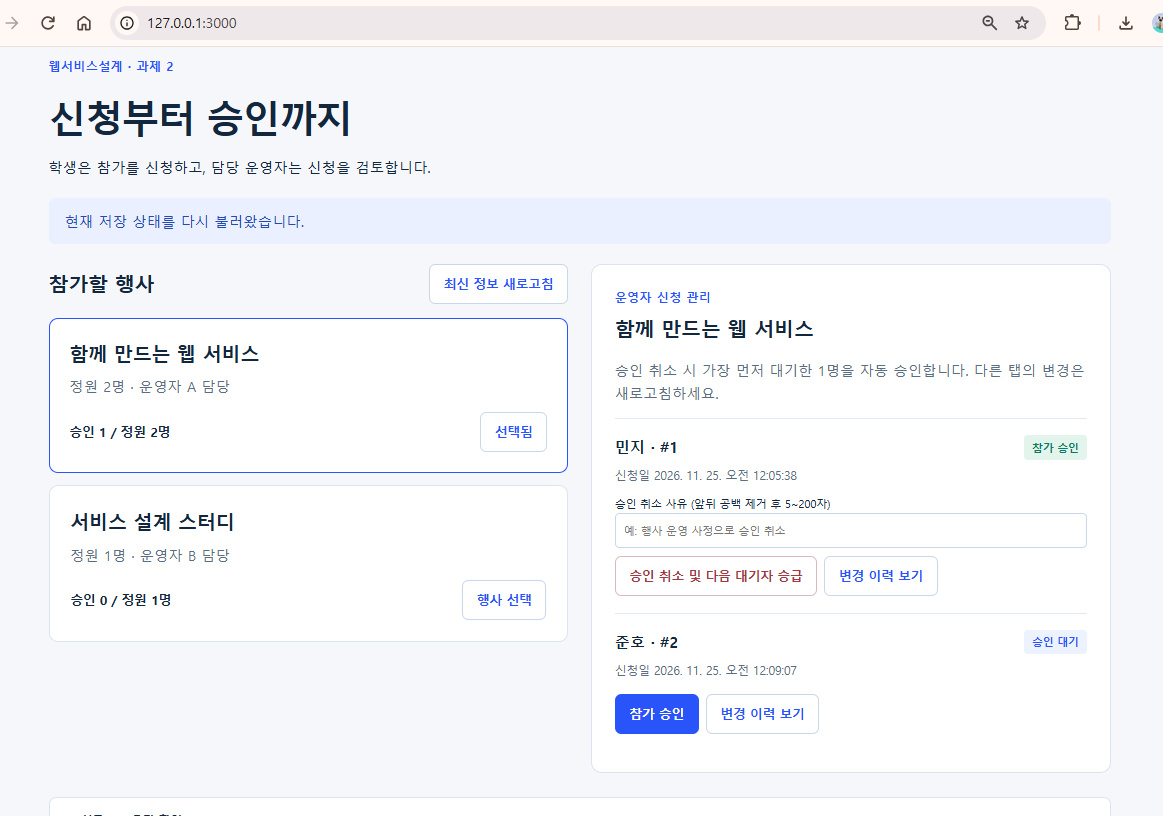 127.0.0.1:3000
웹서비스설계 · 과제 2
신청부터 승인까지
학생은 참가를 신청하고, 담당 운영자는 신청을 검토합니다.
현재 저장 상태를 다시 불러왔습니다.
참가할 행사
최신 정보 새로고침
함께 만드는 웹 서비스
정원 2명 · 운영자 A 담당
승인 1 / 정원 2명
선택됨
서비스 설계 스터디
정원 1명 · 운영자 B 담당
승인 0 / 정원 1명
행사 선택
운영자 신청 관리
함께 만드는 웹 서비스
승인 취소 시 가장 먼저 대기한 1명을 자동 승인합니다. 다른 탭의 변경은
새로고침하세요.
민지 · #1
참가 승인
신청일 2026. 11. 25. 오전 12:05:38
승인 취소 사유 (앞뒤 공백 제거 후 5~200자)
예: 행사 운영 사정으로 승인 취소
승인 취소 및 다음 대기자 승급
변경 이력 보기
준호 · #2
승인 대기
신청일 2026. 11. 25. 오전 12:09:07
참가 승인
변경 이력 보기